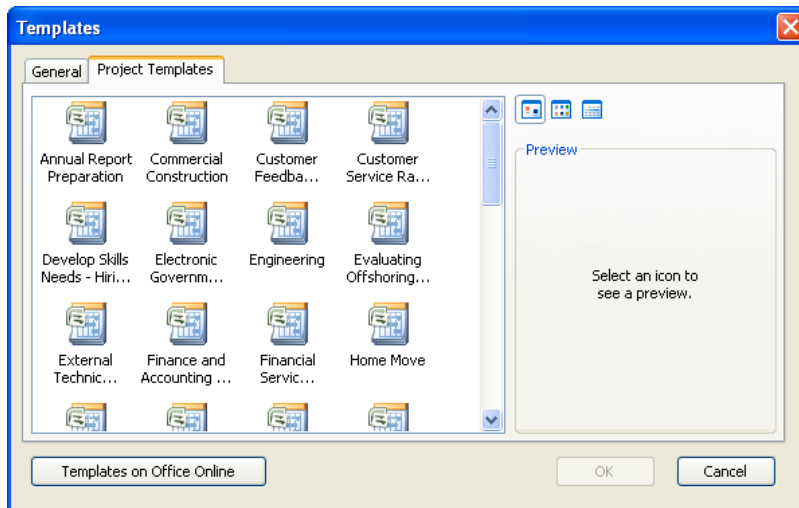 Templates
General Project Templates
Annual Report Commercial Customer Customer
Preparation Construction Feedba... Service Ra...
Preview
Develop Skills Electronic Engineering Evaluating
Needs - Hiri... Governm... Offshoring...
Select an icon to
see a preview.
External Finance and Financial Home Move
Technic... Accounting ... Servic...
Templates on Office Online OK Cancel